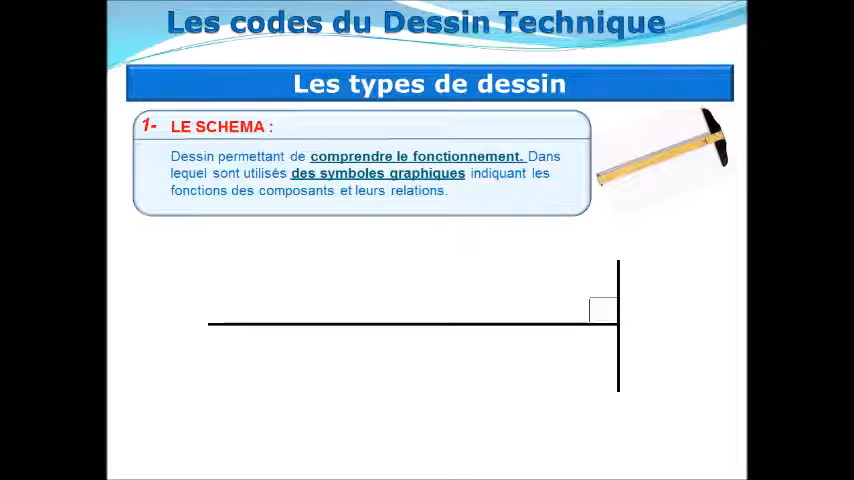 Les codes du Dessin Technique
Les types de dessin
1- LE SCHEMA :
Dessin permettant de comprendre le fonctionnement. Dans
lequel sont utilisés des symboles graphiques indiquant les
fonctions des composants et leurs relations.